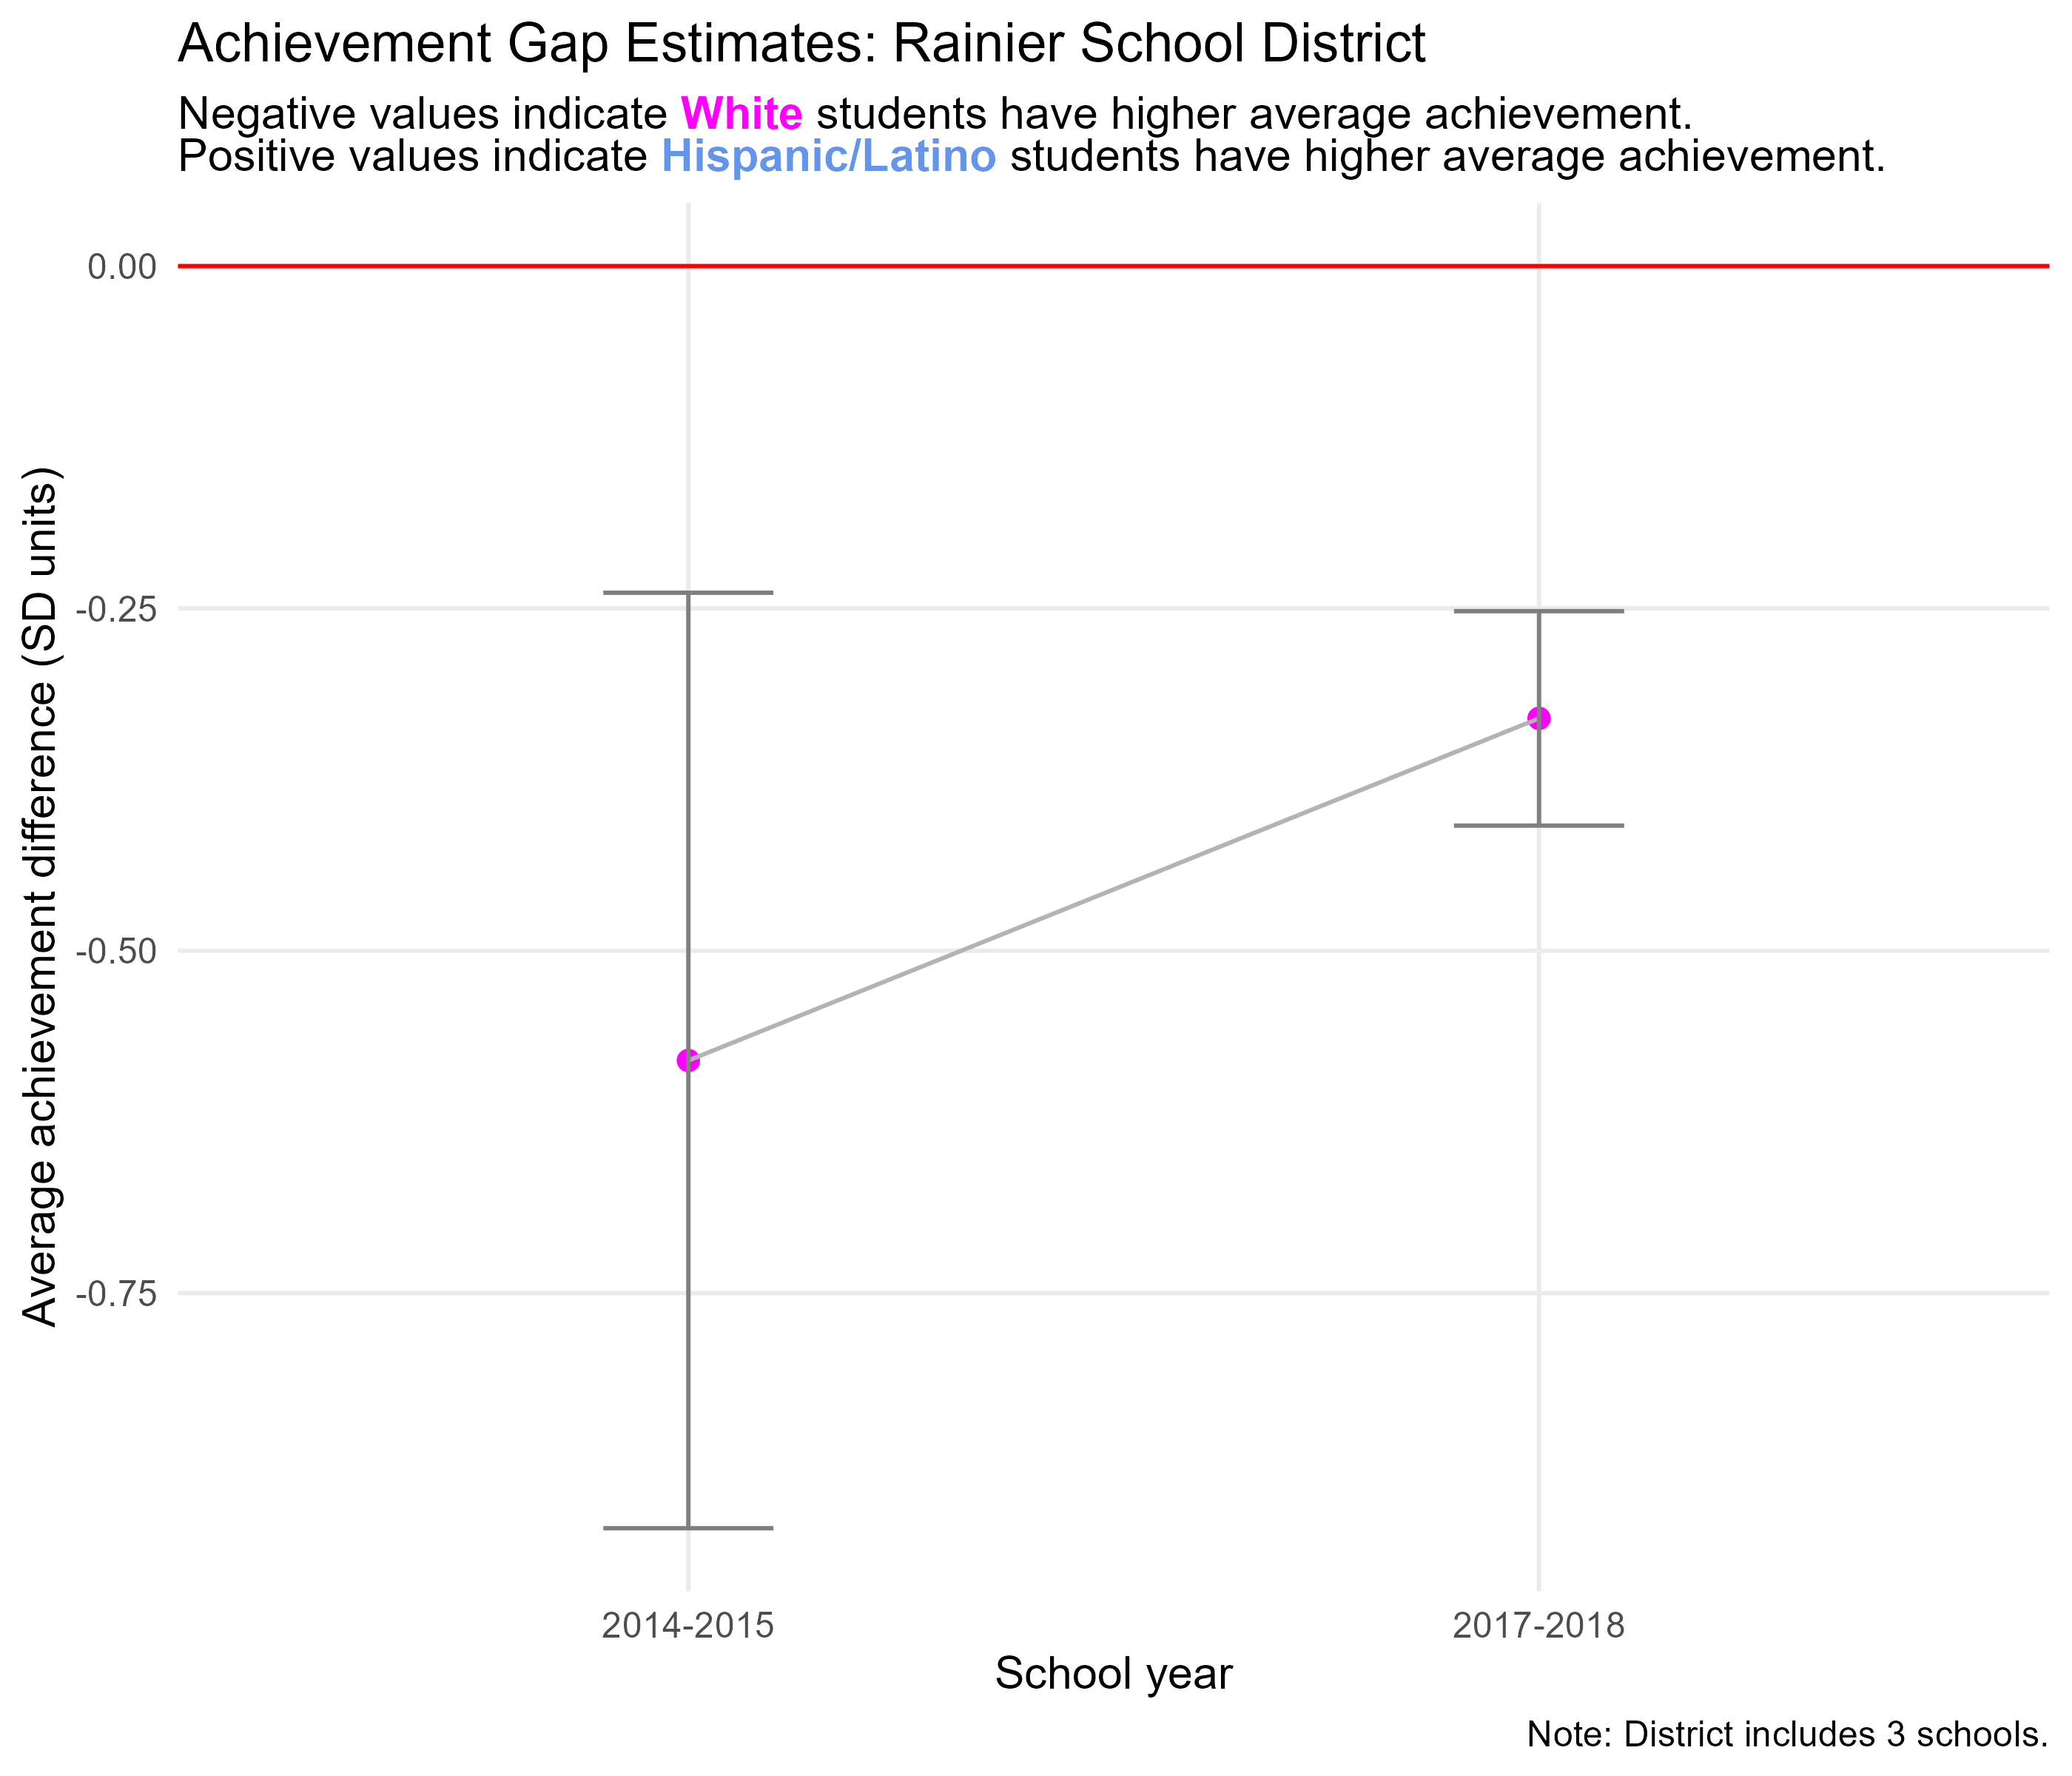 Achievement Gap Estimates: Rainier School District
Negative values indicate White students have higher average achievement.
Positive values indicate Hispanic/Latino students have higher average achievement.
Average achievement difference (SD units)
0.00
-0.25
-0.50
-0.75
2014-2015
2017-2018
School year
Note: District includes 3 schools.